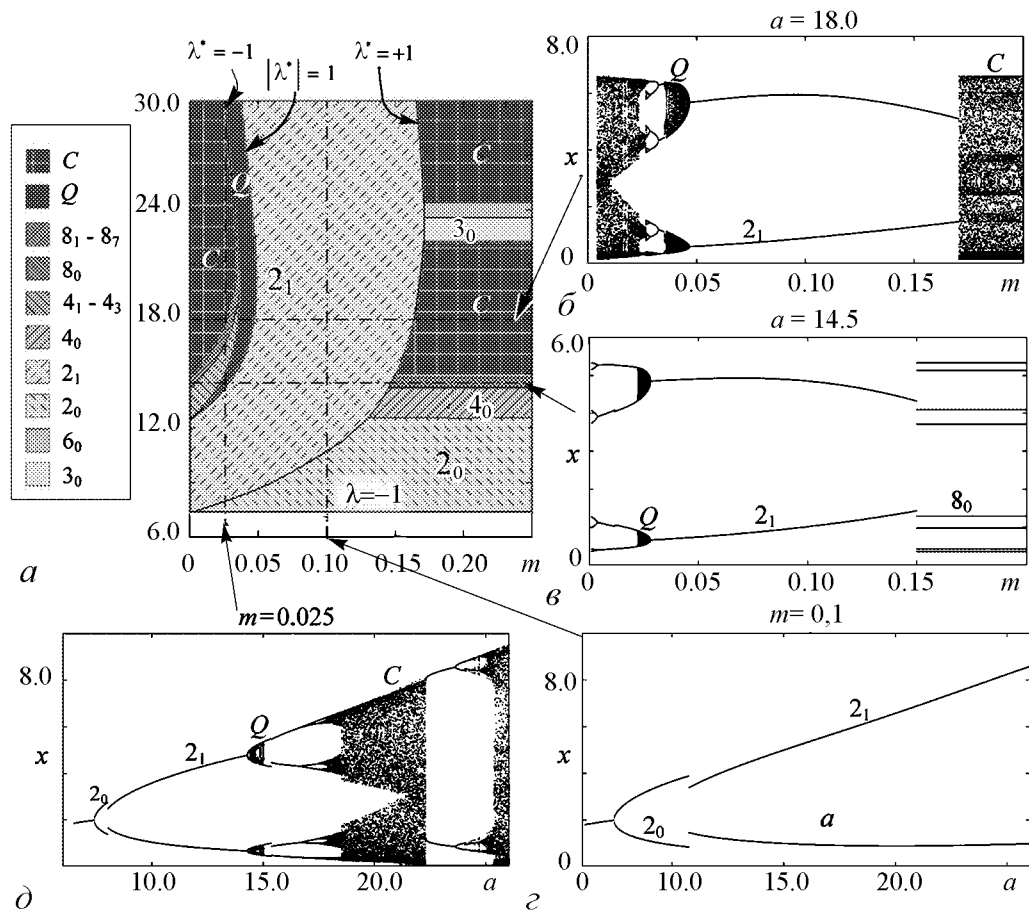 λ* = −1
|λ*| = 1
λ* = +1
30.0
24.0
18.0
12.0
6.0
0
0.05
0.10
0.15
0.20
m
C
Q
8₁ - 8₇
8₀
4₁ - 4₃
4₀
2₁
2₀
6₀
3₀
Q
C
C
3₀
2₁
C
4₀
2₀
λ=−1
а
a = 18.0
8.0
x
0
Q
C
2₁
0
0.05
0.10
0.15
m
б
a = 14.5
6.0
x
0
Q
2₁
8₀
0
0.05
0.10
0.15
m
в
m=0.025
8.0
x
0
2₀
2₁
Q
C
10.0
15.0
20.0
a
д
m= 0,1
8.0
x
0
2₀
2₁
a
10.0
15.0
20.0
a
г